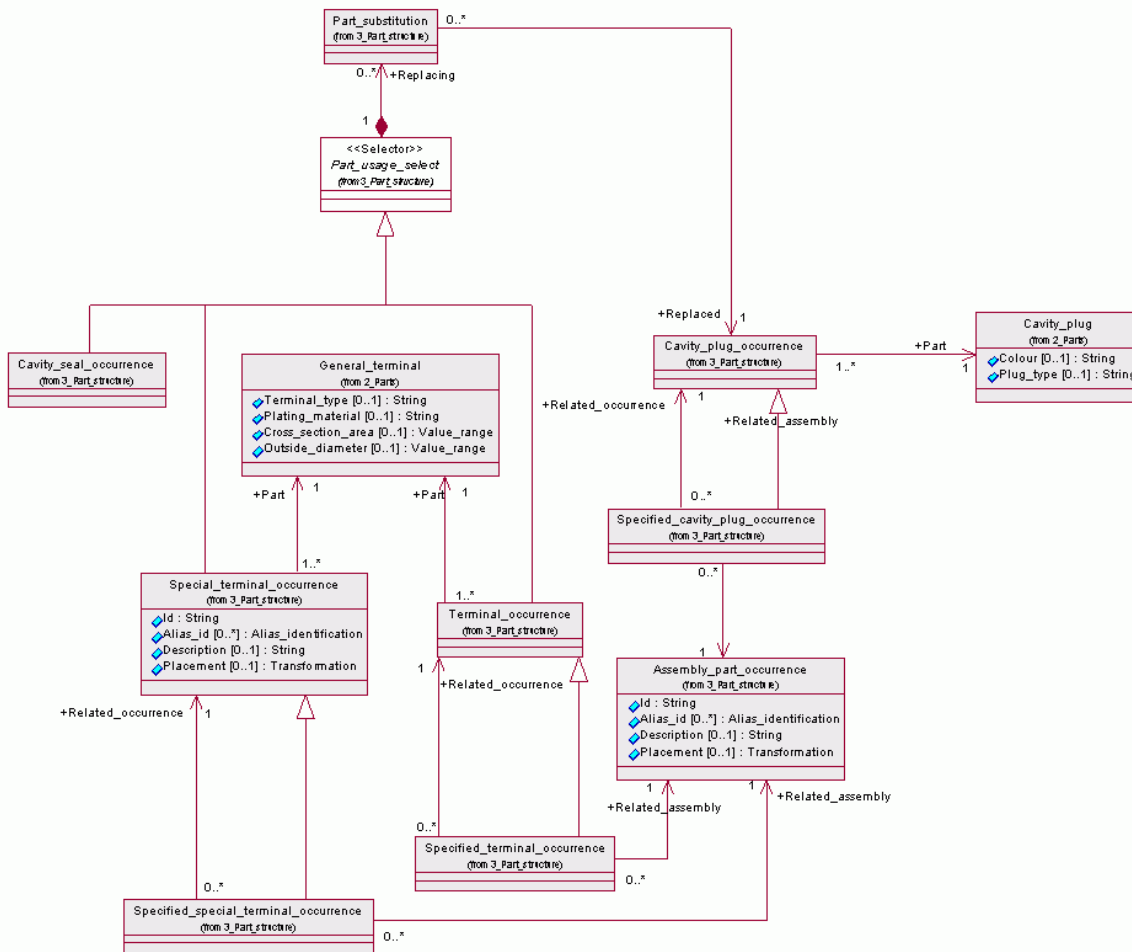 Part_substitution
(from 3_Part_structure)
0..*
0..*
+Replacing
1
<<Selector>>
Part_usage_select
(from 3_Part_structure)
+Replaced
1
Cavity_seal_occurrence
(from 3_Part_structure)
General_terminal
(from 2_Parts)
Terminal_type [0..1] : String
Plating_material [0..1] : String
Cross_section_area [0..1] : Value_range
Outside_diameter [0..1] : Value_range
Cavity_plug_occurrence
(from 3_Part_structure)
+Part
1..*
1
Cavity_plug
(from 2_Parts)
Colour [0..1] : String
Plug_type [0..1] : String
+Related_occurrence
1
+Related_assembly
+Part
1
+Part
1
0..*
Specified_cavity_plug_occurrence
(from 3_Part_structure)
0..*
1..*
1..*
Special_terminal_occurrence
(from 3_Part_structure)
Id : String
Alias_id [0..*] : Alias_identification
Description [0..1] : String
Placement [0..1] : Transformation
Terminal_occurrence
(from 3_Part_structure)
1
1
+Related_occurrence
Assembly_part_occurrence
(from 3_Part_structure)
Id : String
Alias_id [0..*] : Alias_identification
Description [0..1] : String
Placement [0..1] : Transformation
+Related_occurrence
1
1
+Related_assembly
1
+Related_assembly
0..*
Specified_terminal_occurrence
(from 3_Part_structure)
0..*
0..*
Specified_special_terminal_occurrence
(from 3_Part_structure)
0..*